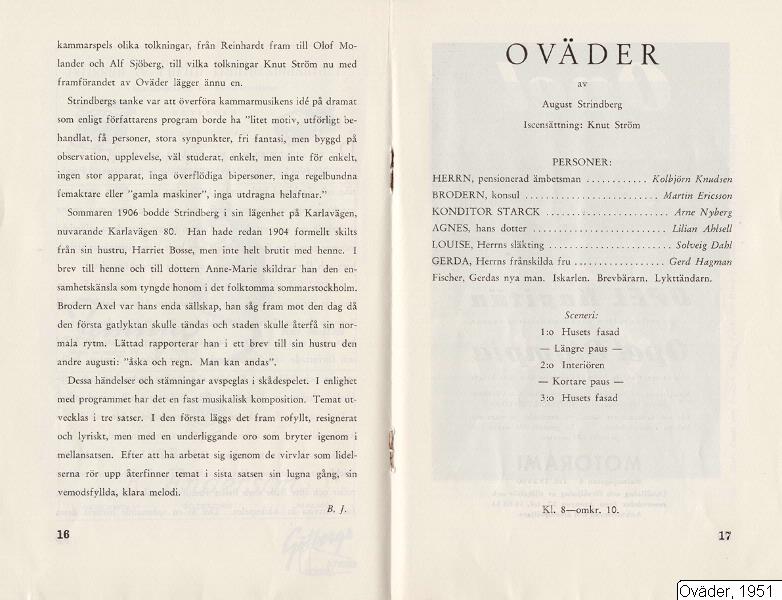 kammarspels olika tolkningar, från Reinhardt fram till Olof Mo-
lander och Alf Sjöberg, till vilka tolkningar Knut Ström nu med
framförandet av Oväder lägger ännu en.
Strindbergs tanke var att överföra kammarmusikens idé på dramat
som enligt författarens program borde ha "litet motiv, utförligt be-
handlat, få personer, stora synpunkter, fri fantasi, men byggd på
observation, upplevelse, väl studerat, enkelt, men inte för enkelt,
ingen stor apparat, inga överflödiga bipersoner, inga regelbundna
femaktare eller "gamla maskiner", inga utdragna helaftnar."
Sommaren 1906 bodde Strindberg i sin lägenhet på Karlavägen,
nuvarande Karlavägen 80. Han hade redan 1904 formellt skilts
från sin hustru, Harriet Bosse, men inte helt brutit med henne. I
brev till henne och till dottern Anne-Marie skildrar han den en-
samhetskänsla som tyngde honom i det folktomma sommarstockholm.
Brodern Axel var hans enda sällskap, han såg fram mot den dag då
den första gatlyktan skulle tändas och staden skulle återfå sin nor-
mala rytm. Lättad rapporterar han i ett brev till sin hustru den
andre augusti: "åska och regn. Man kan andas".
Dessa händelser och stämningar avspeglas i skådespelet. I enlighet
med programmet har det en fast musikalisk komposition. Temat ut-
vecklas i tre satser. I den första läggs det fram rofyllt, resignerat
och lyriskt, men med en underliggande oro som bryter igenom i
mellansatsen. Efter att ha arbetat sig igenom de virvlar som lidel-
serna rör upp återfinner temat i sista satsen sin lugna gång, sin
vemodsfyllda, klara melodi.
B. J.
16
OVÄDER
av
August Strindberg
Iscensättning: Knut Ström
PERSONER:
HERRN, pensionerad ämbetsman ............ Kolbjörn Knudsen
BRODERN, konsul .......................... Martin Ericsson
KONDITOR STARCK ....................... Arne Nyberg
AGNES, hans dotter ......................... Lilian Ahlsell
LOUISE, Herrns släkting ...................... Solveig Dahl
GERDA, Herrns frånskilda fru ................. Gerd Hagman
Fischer, Gerdas nya man. Iskarlen. Brevbärarn. Lykttändarn.
Sceneri:
1:o Husets fasad
— Längre paus —
2:o Interiören
— Kortare paus —
3:o Husets fasad
Kl. 8—omkr. 10.
17
Oväder, 1951